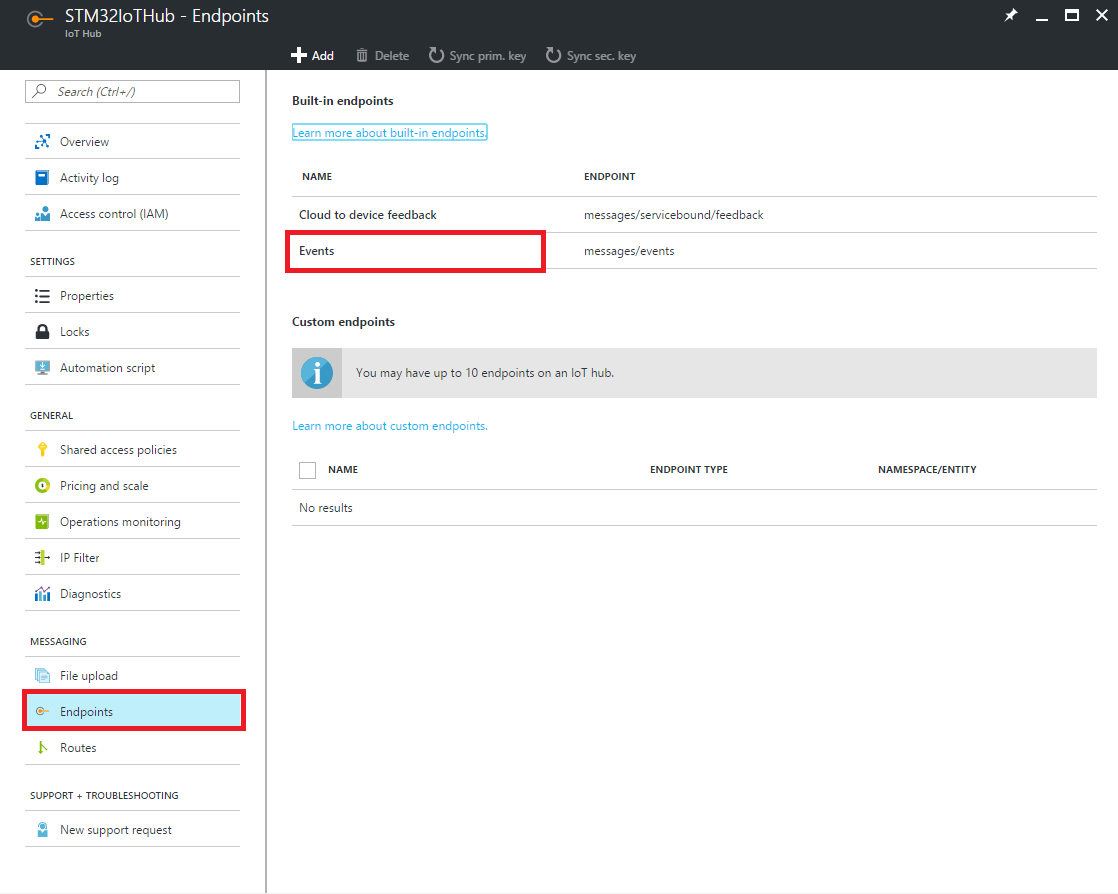 STM32IoTHub - Endpoints
IoT Hub
Add Delete Sync prim. key Sync sec. key
Search (Ctrl+/)
Overview
Activity log
Access control (IAM)
SETTINGS
Properties
Locks
Automation script
GENERAL
Shared access policies
Pricing and scale
Operations monitoring
IP Filter
Diagnostics
MESSAGING
File upload
Endpoints
Routes
SUPPORT + TROUBLESHOOTING
New support request
Built-in endpoints
Learn more about built-in endpoints.
NAME ENDPOINT
Cloud to device feedback messages/servicebound/feedback
Events messages/events
Custom endpoints
You may have up to 10 endpoints on an IoT hub.
Learn more about custom endpoints.
NAME ENDPOINT TYPE NAMESPACE/ENTITY
No results